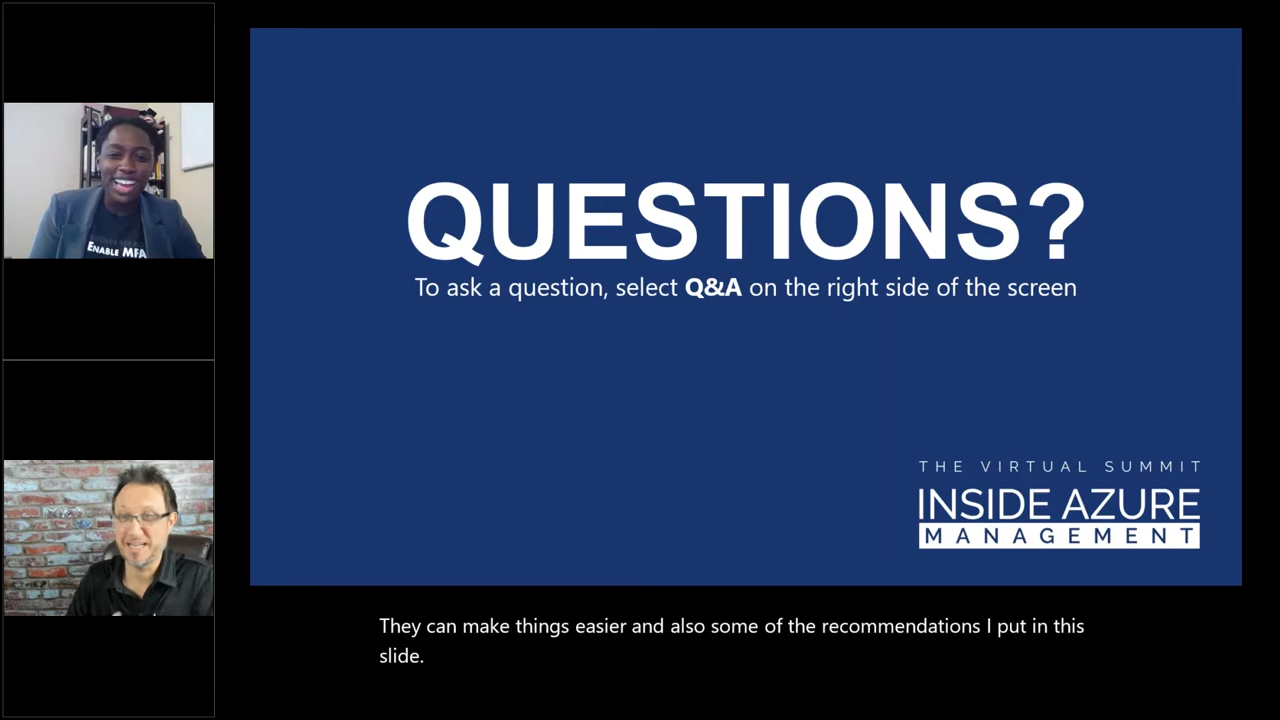 ENABLE MFA
QUESTIONS?
To ask a question, select Q&A on the right side of the screen
THE VIRTUAL SUMMIT
INSIDE AZURE
MANAGEMENT
They can make things easier and also some of the recommendations I put in this
slide.